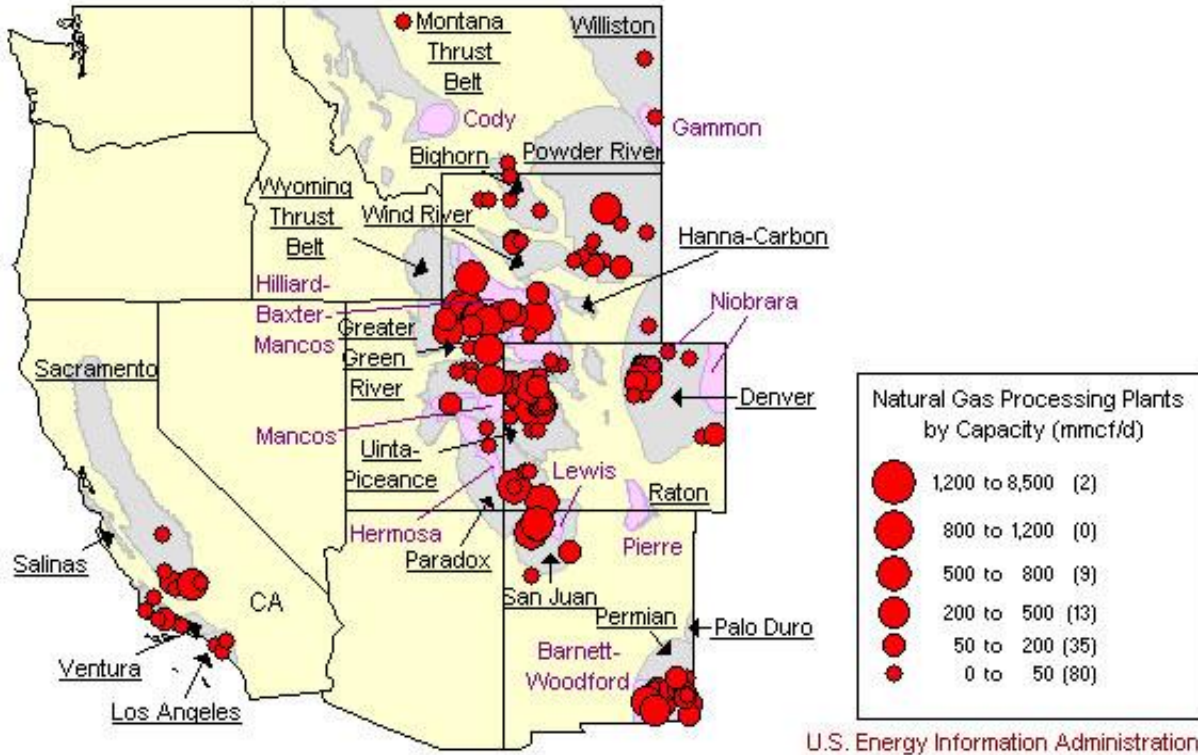 Montana
Thrust
Belt
Williston
Cody
Gammon
Bighorn
Powder River
Wyoming
Thrust
Belt
Wind River
Hanna-Carbon
Hilliard-
Baxter-
Mancos
Niobrara
Greater
Green
River
Sacramento
Denver
Mancos
Uinta-
Piceance
Lewis
Raton
Hermosa
Paradox
Pierre
Salinas
CA
San Juan
Permian
Palo Duro
Ventura
Barnett-
Woodford
Los Angeles
Natural Gas Processing Plants
by Capacity (mmcf/d)
1,200 to 8,500 (2)
800 to 1,200 (0)
500 to 800 (9)
200 to 500 (13)
50 to 200 (35)
0 to 50 (80)
U.S. Energy Information Administration